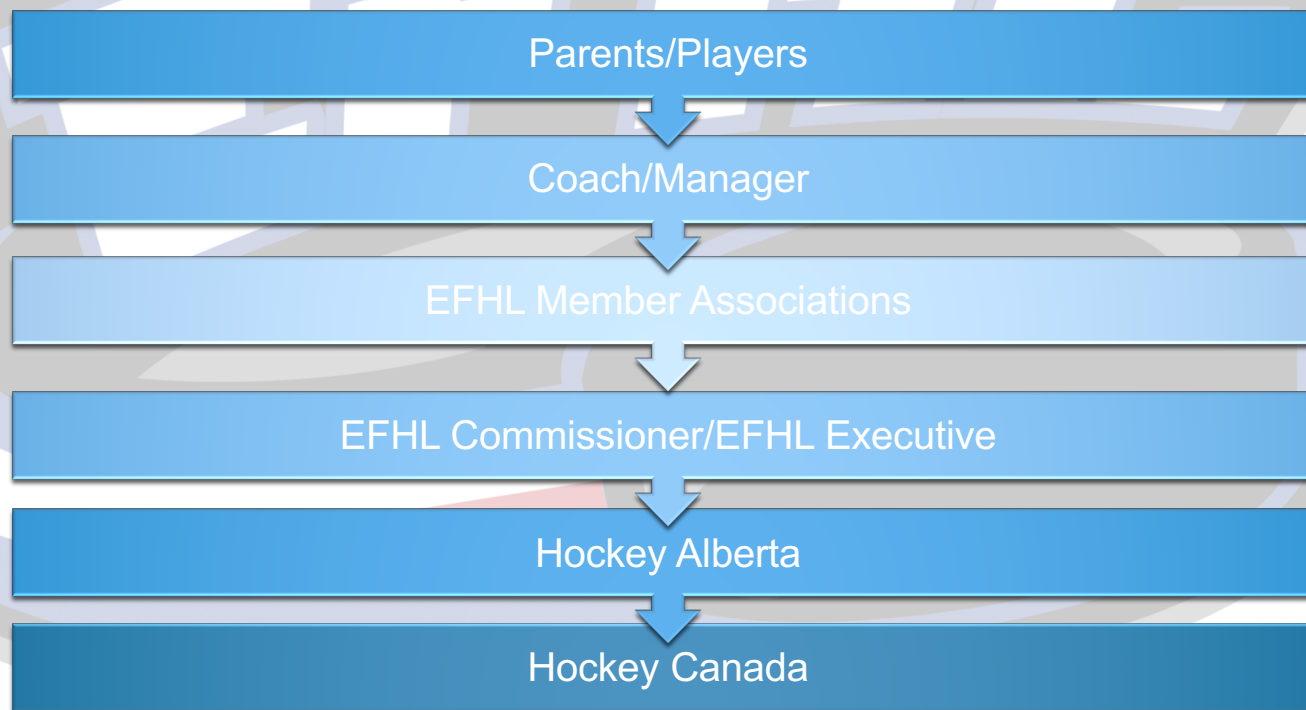 Parents/Players
Coach/Manager
EFHL Member Associations
EFHL Commissioner/EFHL Executive
Hockey Alberta
Hockey Canada